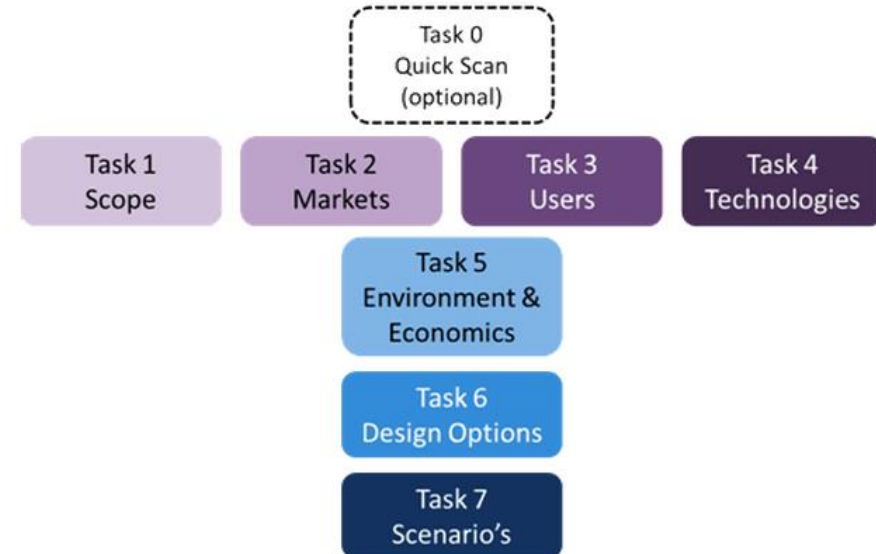 Task 0
Quick Scan
(optional)
Task 1
Scope
Task 2
Markets
Task 3
Users
Task 4
Technologies
Task 5
Environment &
Economics
Task 6
Design Options
Task 7
Scenario's